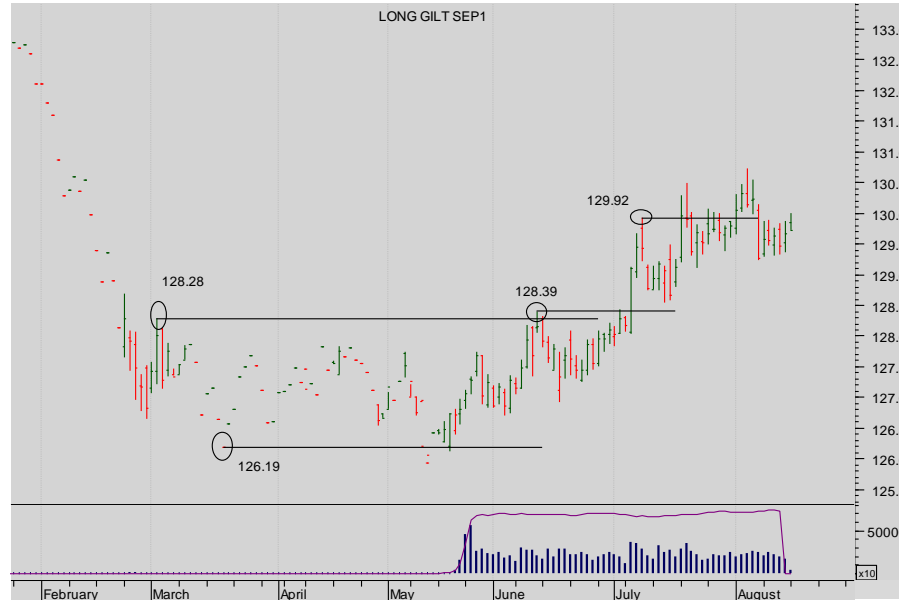 LONG GILT SEP1
133.
132.
132.
131.
131.
130.
130.
129.
129.
128.
128.
127.
127.
126.
126.
125.
129.92
128.28
128.39
126.19
5000
x10
February
March
April
May
June
July
August